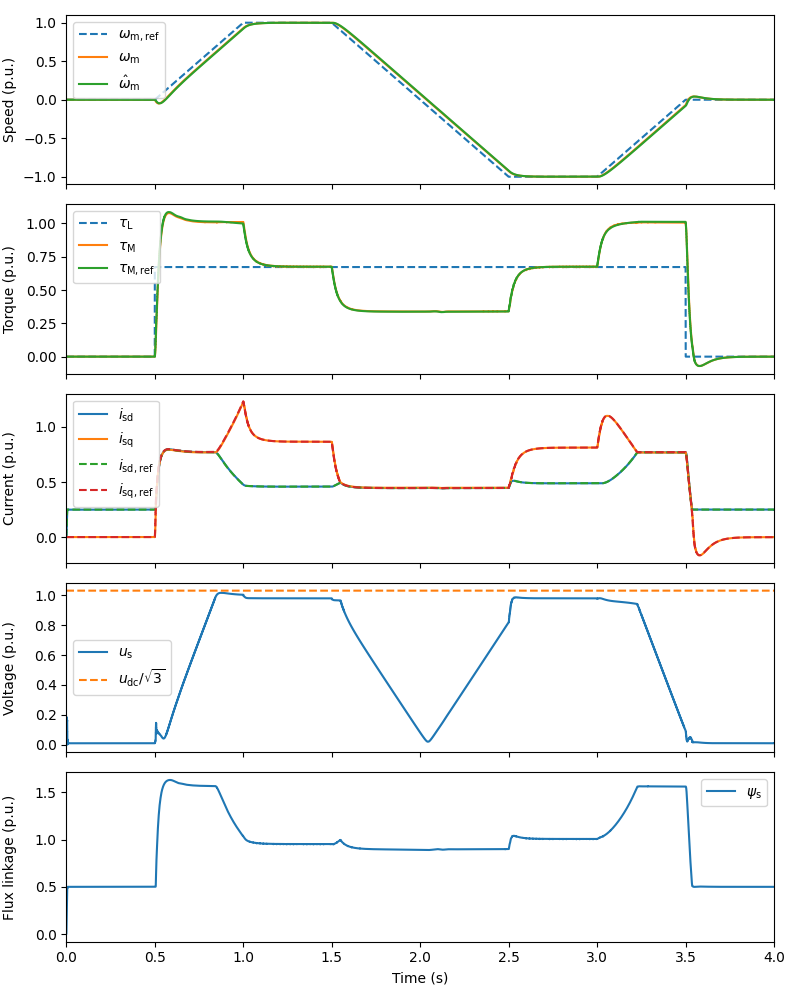 1.0
0.5
0.0
−0.5
−1.0
Speed (p.u.)
ω_m,ref
ω_m
ω̂_m
1.00
0.75
0.50
0.25
0.00
Torque (p.u.)
τ_L
τ_M
τ_M,ref
1.0
0.5
0.0
Current (p.u.)
i_sd
i_sq
i_sd,ref
i_sq,ref
1.0
0.8
0.6
0.4
0.2
0.0
Voltage (p.u.)
u_s
u_dc/√3
1.5
1.0
0.5
0.0
Flux linkage (p.u.)
ψ_s
0.0 0.5 1.0 1.5 2.0 2.5 3.0 3.5 4.0
Time (s)